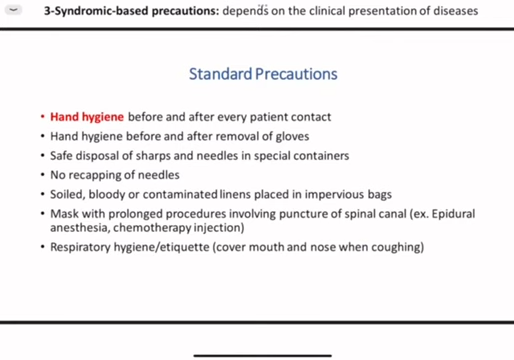 3-Syndromic-based precautions: depends on the clinical presentation of diseases
Standard Precautions
• Hand hygiene before and after every patient contact
• Hand hygiene before and after removal of gloves
• Safe disposal of sharps and needles in special containers
• No recapping of needles
• Soiled, bloody or contaminated linens placed in impervious bags
• Mask with prolonged procedures involving puncture of spinal canal (ex. Epidural
anesthesia, chemotherapy injection)
• Respiratory hygiene/etiquette (cover mouth and nose when coughing)